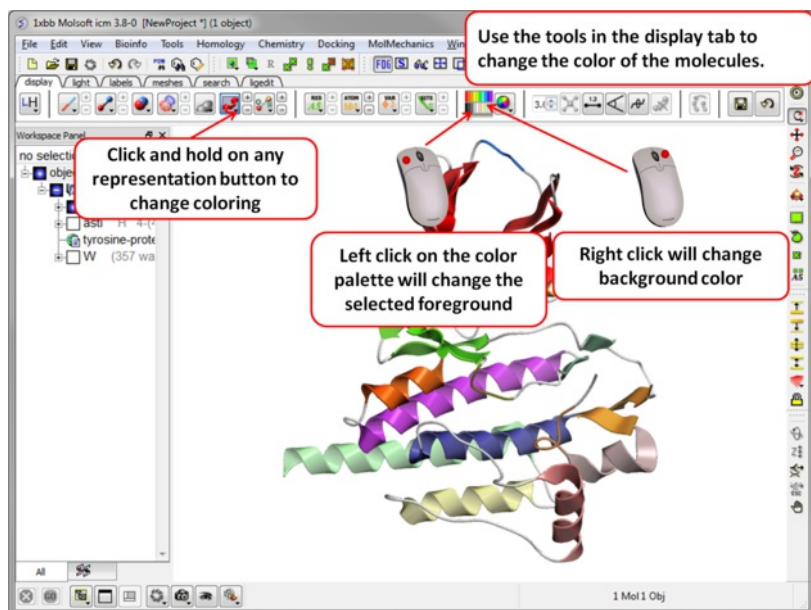 1xbb Molsoft icm 3.8-0 [NewProject *] (1 object)
File Edit View Bioinfo Tools Homology Chemistry Docking MolMechanics
Use the tools in the display tab to
change the color of the molecules.
display light labels meshes search ligedit
Workspace Panel
no selectio
Click and hold on any
representation button to
change coloring
obje
asti H
tyrosine-prote
W (357 wa
Left click on the color
palette will change the
selected foreground
Right click will change
background color
All
1 Mol 1 Obj